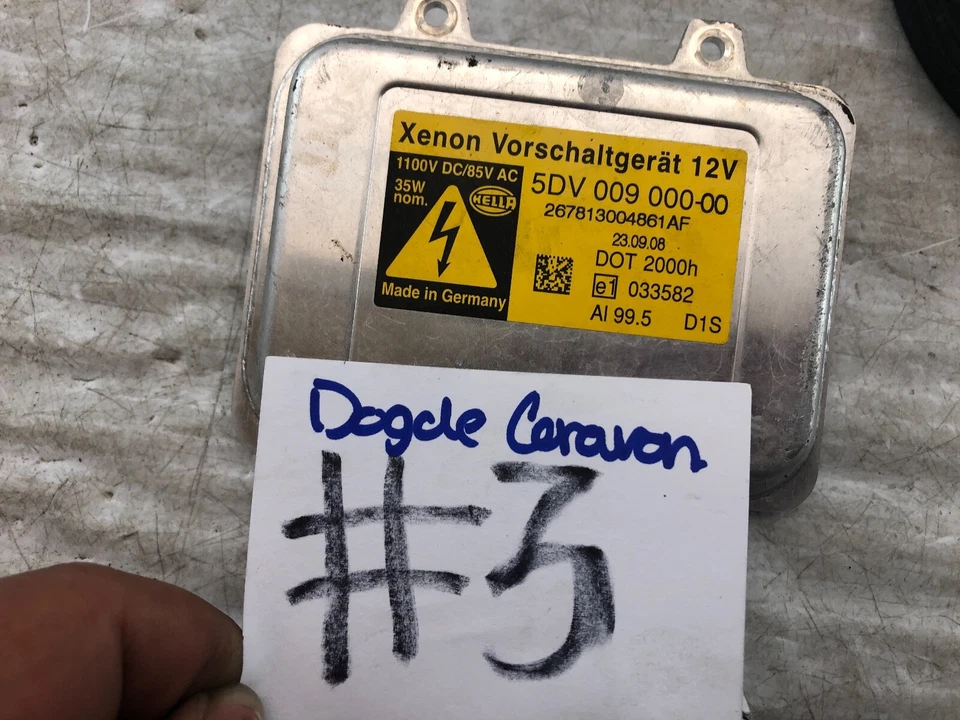 Xenon Vorschaltgerät 12V
1100V DC/85V AC
35W
nom.
HELLA
Made in Germany
5DV 009 000-00
267813004861AF
23.09.08
DOT 2000h
e1 033582
Al 99.5 D1S
Dogde Caravan
#3